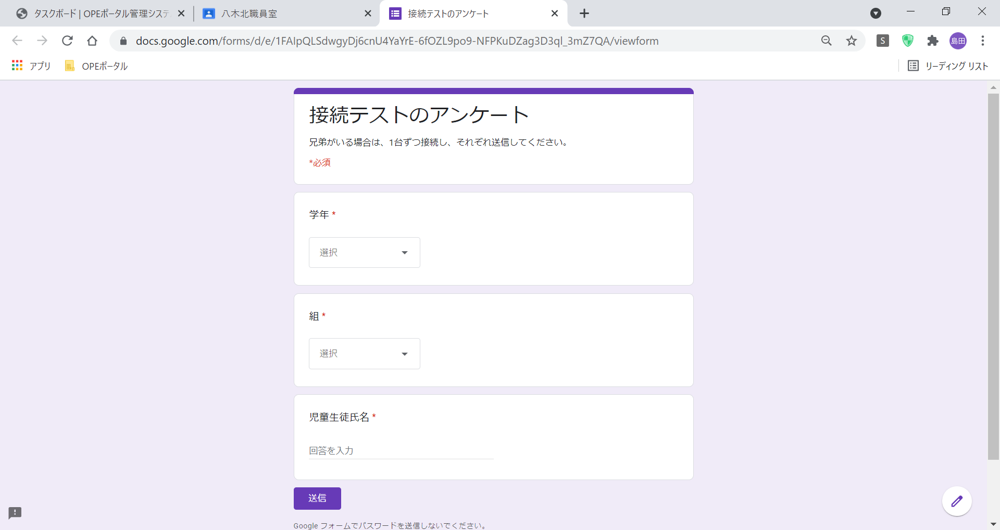 タスクボード | OPEポータル管理システ
八木北職員室
接続テストのアンケート
docs.google.com/forms/d/e/1FAIpQLSdwgyDj6cnU4YaYrE-6fOZL9po9-NFPKuDZag3D3ql_3mZ7QA/viewform
S
島田
アプリ
OPEポータル
リーディング リスト
接続テストのアンケート
兄弟がいる場合は、1台ずつ接続し、それぞれ送信してください。
*必須
学年 *
選択
組 *
選択
児童生徒氏名 *
回答を入力
送信
Google フォームでパスワードを送信しないでください。